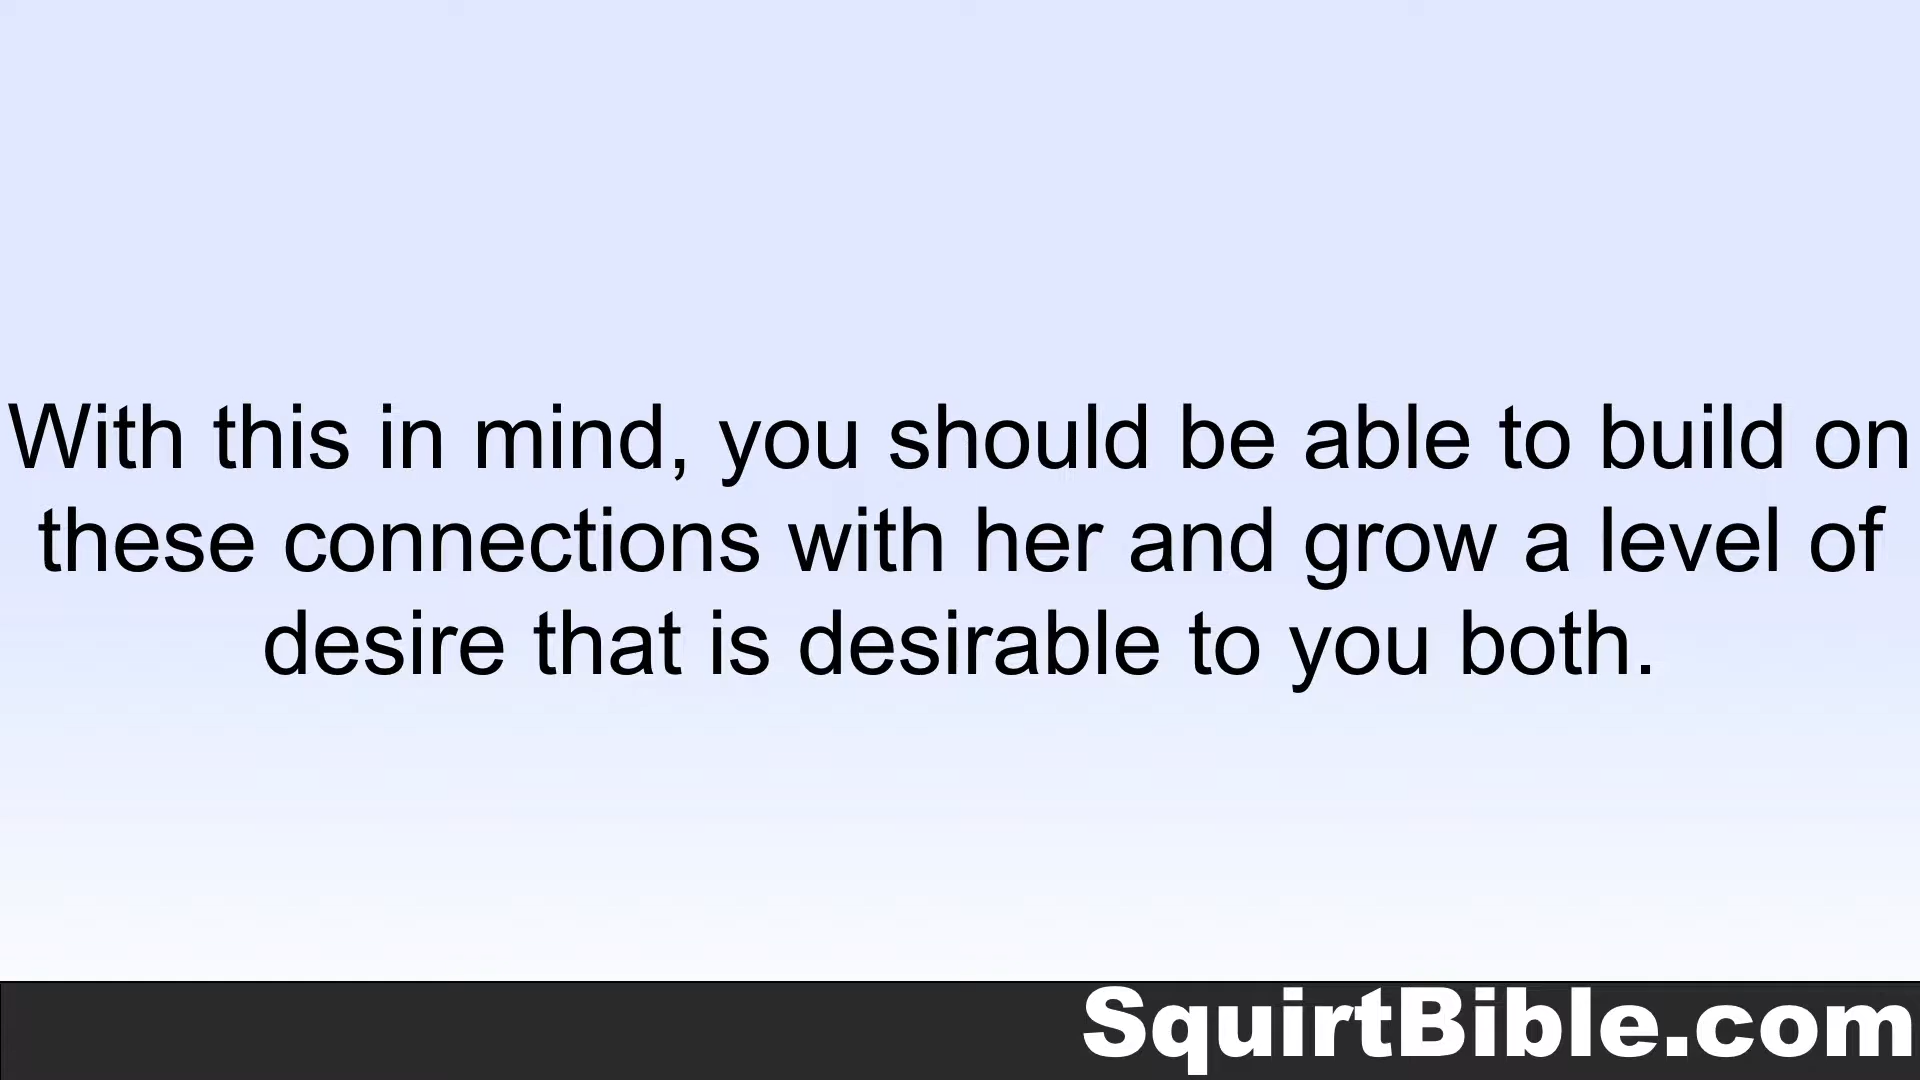 With this in mind, you should be able to build on
these connections with her and grow a level of
desire that is desirable to you both.
SquirtBible.com